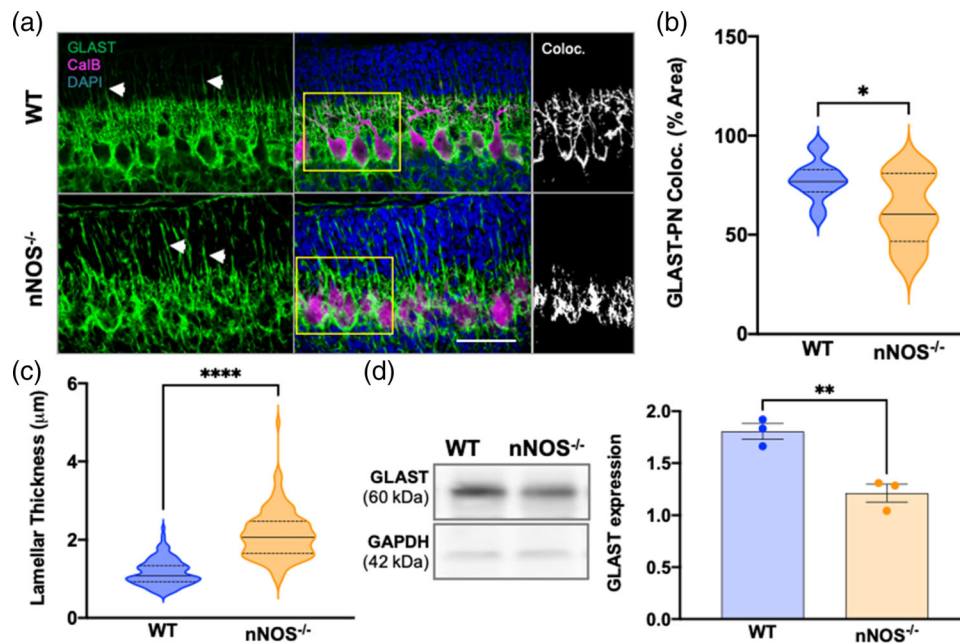 (a)
GLAST
CalB
DAPI
Coloc.
WT
nNOS-/-
(b)
*
GLAST-PN Coloc. (% Area)
150
100
50
0
WT
nNOS-/-
(c)
****
Lamellar Thickness (μm)
6
4
2
0
WT
nNOS-/-
(d)
WT
nNOS-/-
GLAST
(60 kDa)
GAPDH
(42 kDa)
**
GLAST expression
2.0
1.5
1.0
0.5
0.0
WT
nNOS-/-